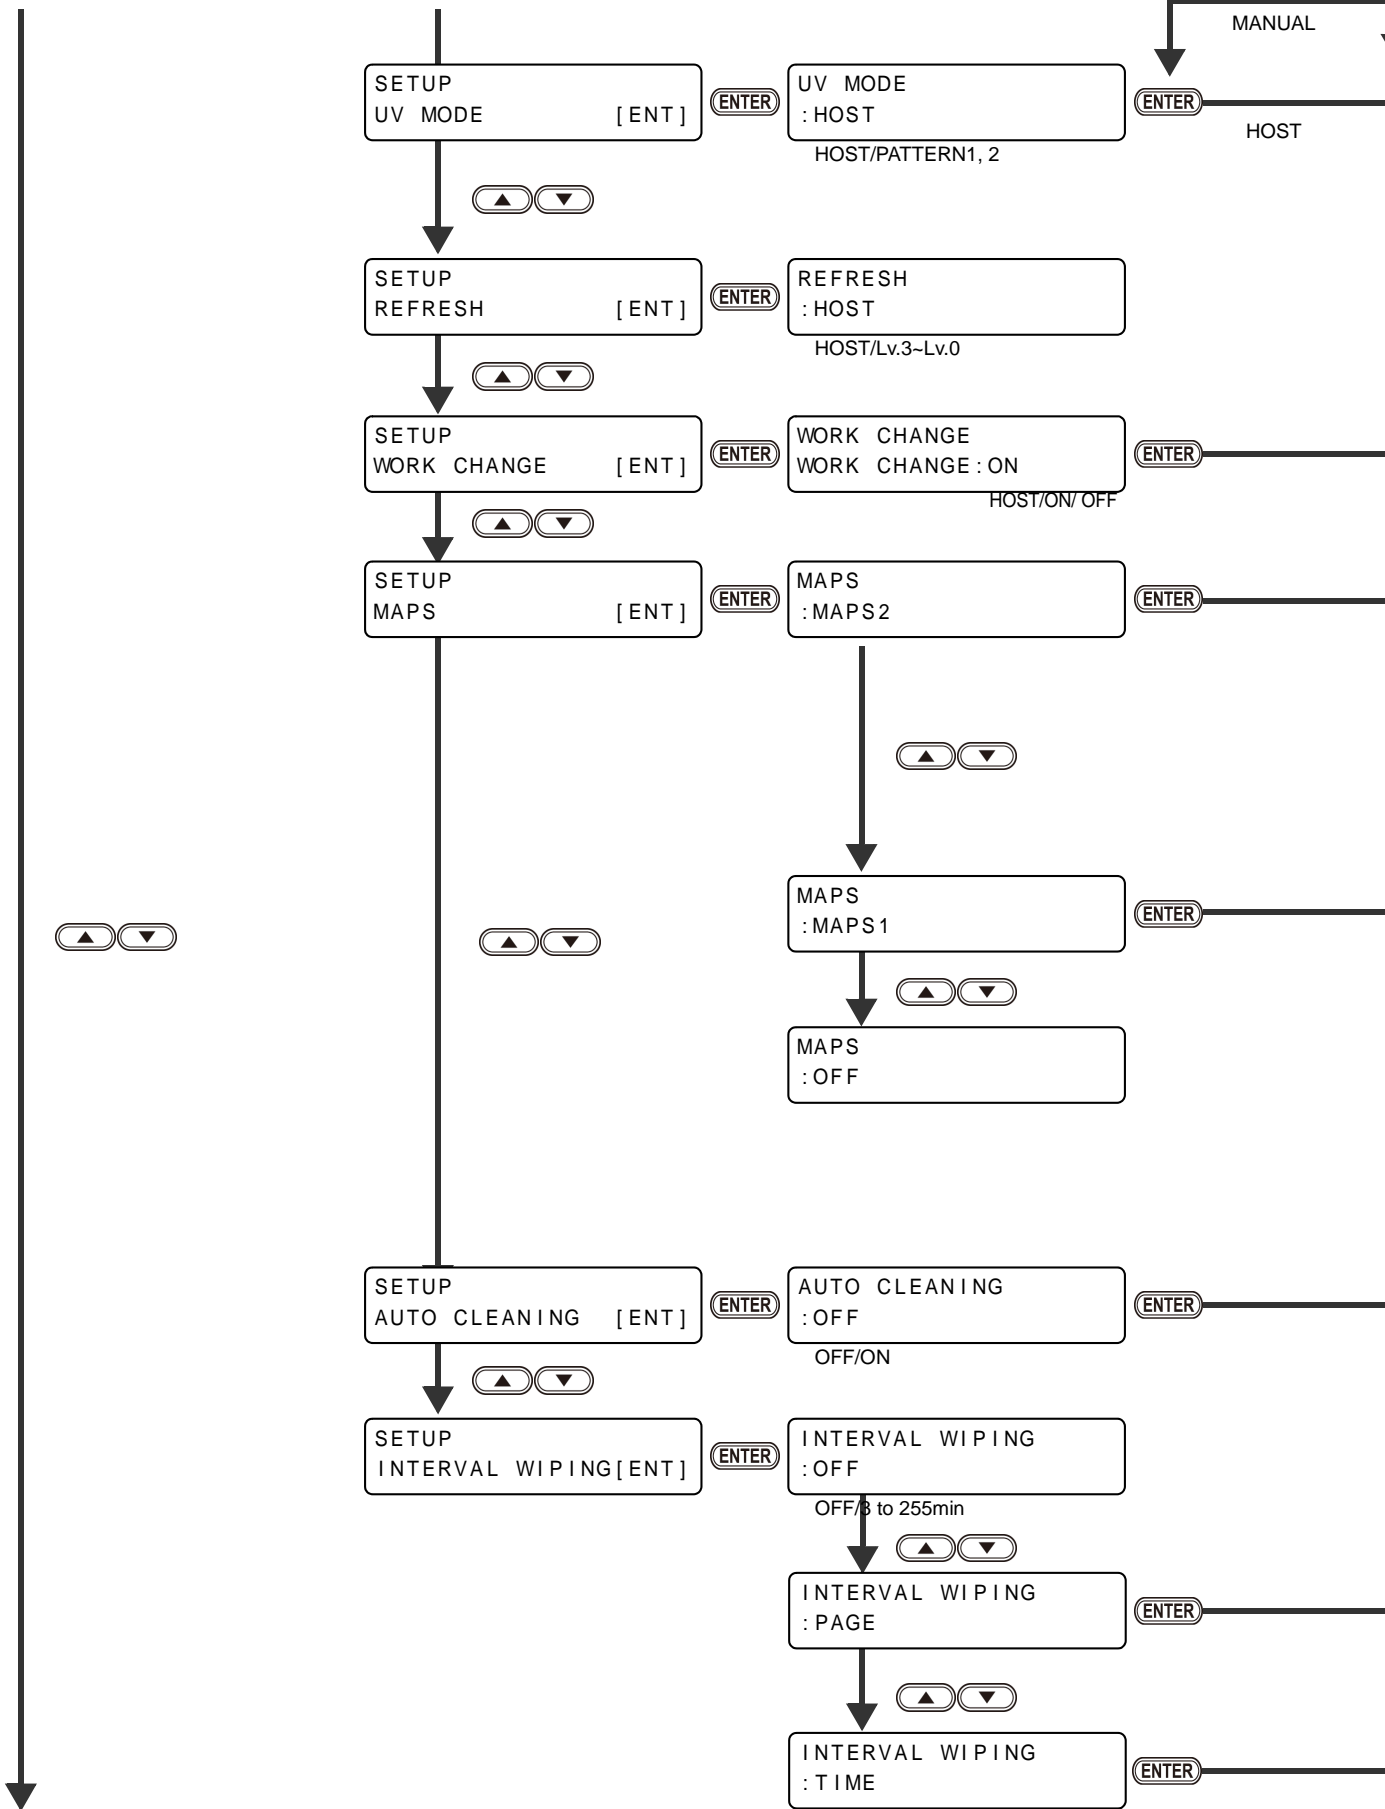 MANUAL
SETUP
UV MODE [ENT]
ENTER
UV MODE
:HOST
ENTER
HOST
HOST/PATTERN1, 2
SETUP
REFRESH [ENT]
ENTER
REFRESH
:HOST
HOST/Lv.3~Lv.0
SETUP
WORK CHANGE [ENT]
ENTER
WORK CHANGE
WORK CHANGE:ON
ENTER
HOST/ON/ OFF
SETUP
MAPS [ENT]
ENTER
MAPS
:MAPS2
ENTER
MAPS
:MAPS1
ENTER
MAPS
:OFF
SETUP
AUTO CLEANING [ENT]
ENTER
AUTO CLEANING
:OFF
ENTER
OFF/ON
SETUP
INTERVAL WIPING[ENT]
ENTER
INTERVAL WIPING
:OFF
OFF/3 to 255min
INTERVAL WIPING
:PAGE
ENTER
INTERVAL WIPING
:TIME
ENTER